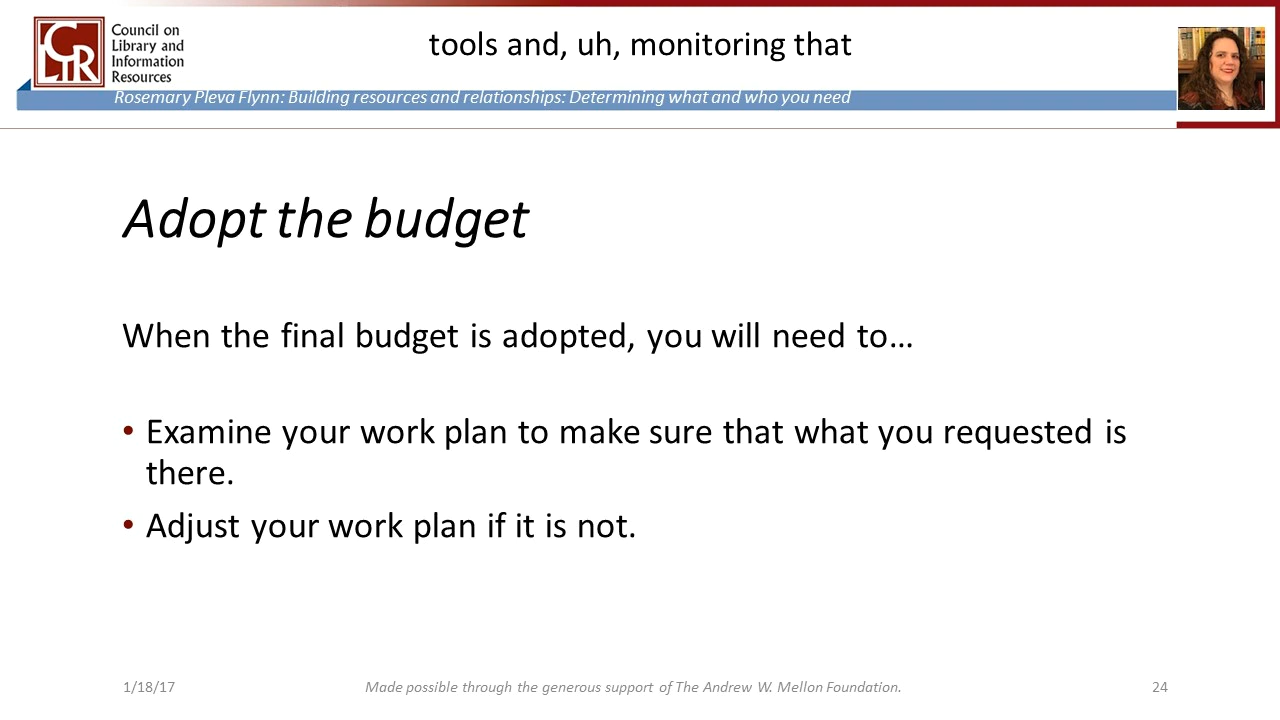 Council on
Library and
Information
Resources
CLIR
tools and, uh, monitoring that
Rosemary Pleva Flynn: Building resources and relationships: Determining what and who you need
Adopt the budget
When the final budget is adopted, you will need to…
• Examine your work plan to make sure that what you requested is
there.
• Adjust your work plan if it is not.
1/18/17
Made possible through the generous support of The Andrew W. Mellon Foundation.
24